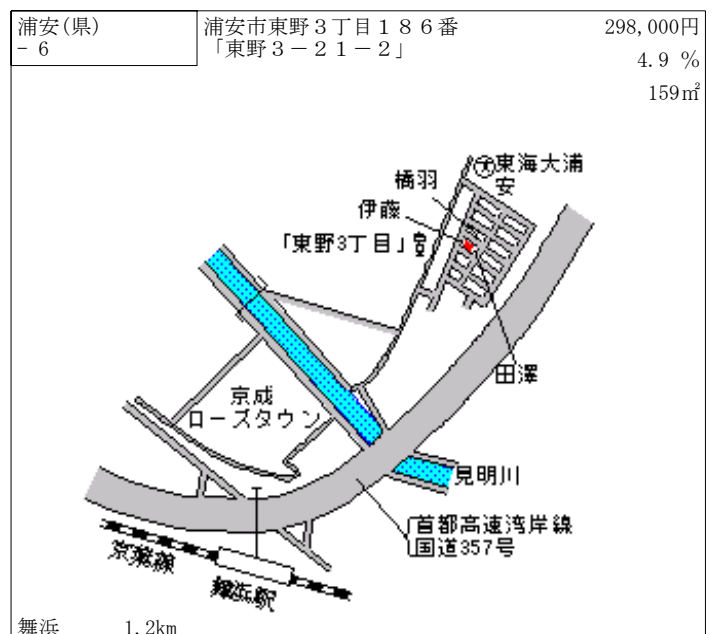 浦安(県)
- 6
浦安市東野３丁目１８６番
「東野３－２１－２」
298,000円
4.9 %
159㎡
東海大浦
安
橋羽
伊藤
「東野3丁目」
田澤
京成
ローズタウン
見明川
首都高速湾岸線
国道357号
京葉線
舞浜駅
舞浜 1.2km